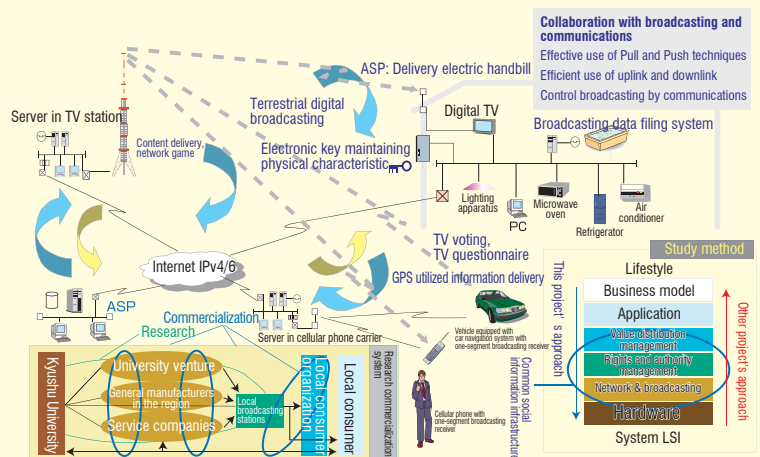 Collaboration with broadcasting and
communications
Effective use of Pull and Push techniques
Efficient use of uplink and downlink
Control broadcasting by communications
ASP: Delivery electric handbill
Server in TV station
Terrestrial digital
broadcasting
Digital TV
Broadcasting data filing system
Content delivery,
network game
Electronic key maintaining
physical characteristic
Lighting
apparatus
PC
Microwave
oven
Refrigerator
Air
conditioner
TV voting,
TV questionnaire
Internet IPv4/6
GPS utilized information delivery
ASP
Commercialization
Research
Server in cellular phone carrier
Vehicle equipped with
car navigation system with
one-segment broadcasting receiver
Cellular phone with
one-segment broadcasting
receiver
Kyushu University
University venture
General manufacturers
in the region
Service companies
Local
broadcasting
stations
Local consumer
organization
Local consumer
Research commercialization
system
Study method
This project's approach
Common social
information infrastructure
Lifestyle
Business model
Application
Value distribution
management
Rights and authority
management
Network & broadcasting
Hardware
System LSI
Other project's approach